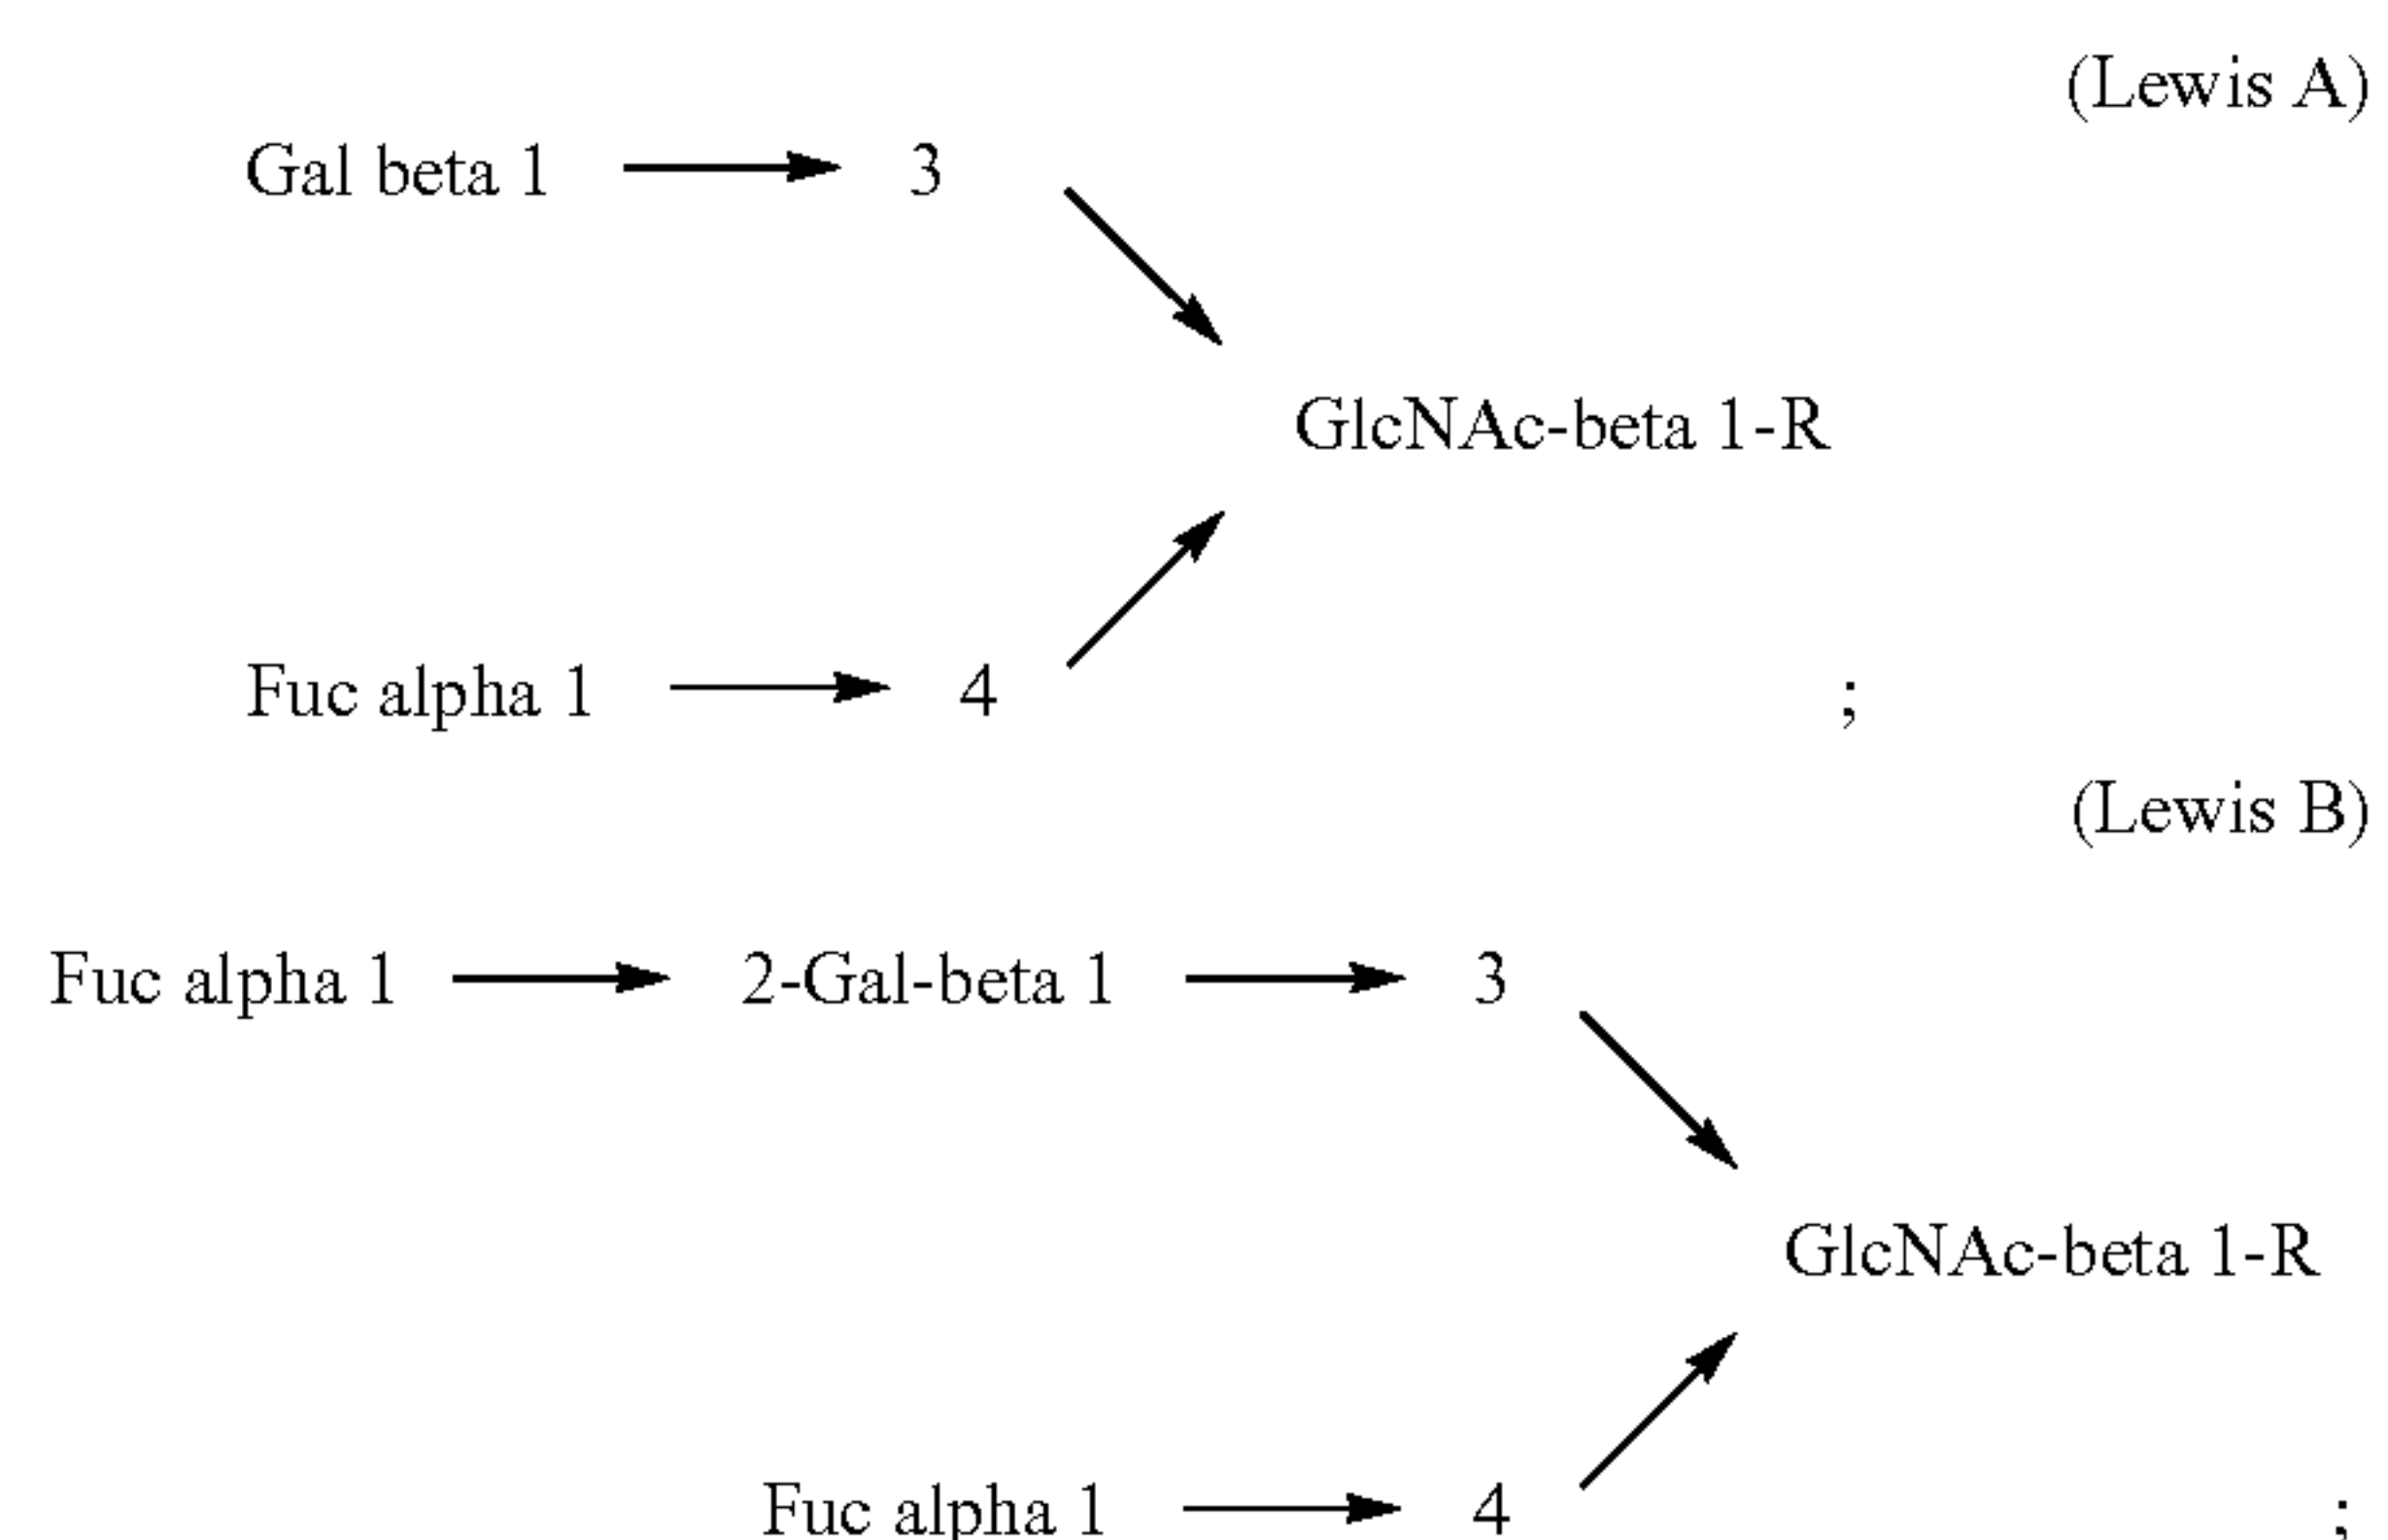 (Lewis A)
Gal beta 1 → 3
GlcNAc-beta 1-R
Fuc alpha 1 → 4 ;
(Lewis B)
Fuc alpha 1 → 2-Gal-beta 1 → 3
GlcNAc-beta 1-R
Fuc alpha 1 → 4 ;